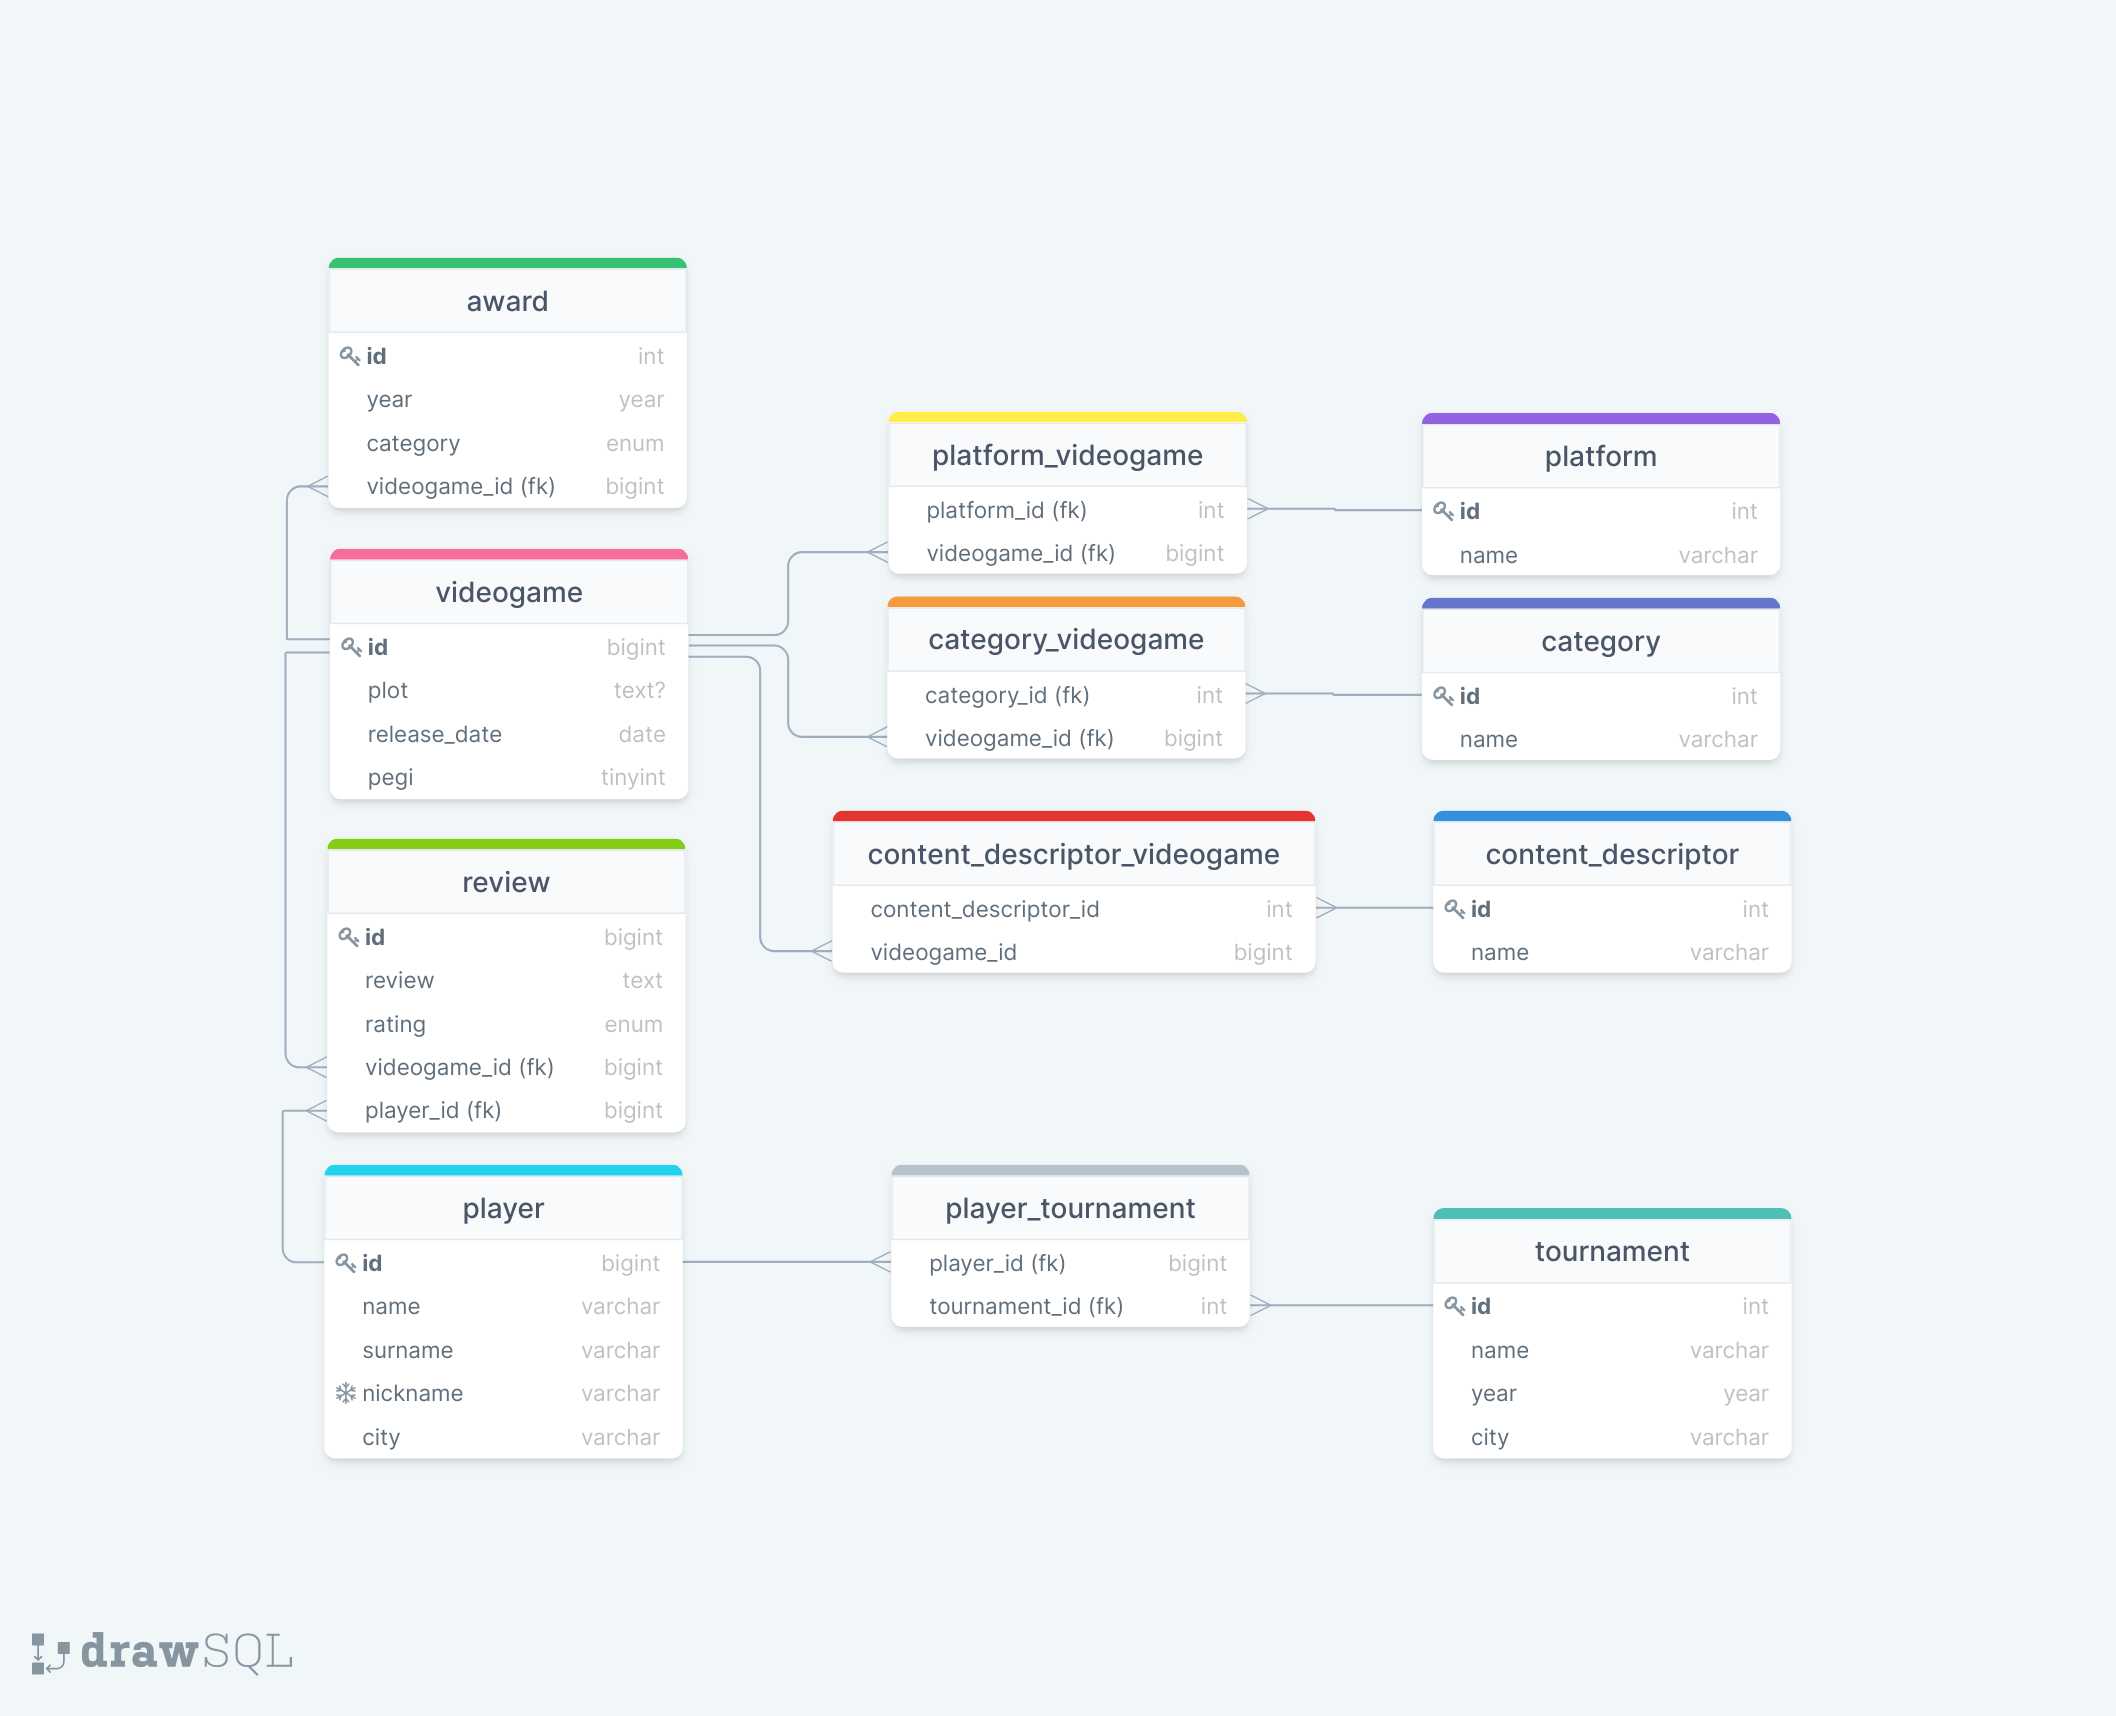 award
id int
year year
category enum
videogame_id (fk) bigint
videogame
id bigint
plot text?
release_date date
pegi tinyint
review
id bigint
review text
rating enum
videogame_id (fk) bigint
player_id (fk) bigint
player
id bigint
name varchar
surname varchar
nickname varchar
city varchar
platform_videogame
platform_id (fk) int
videogame_id (fk) bigint
category_videogame
category_id (fk) int
videogame_id (fk) bigint
content_descriptor_videogame
content_descriptor_id int
videogame_id bigint
player_tournament
player_id (fk) bigint
tournament_id (fk) int
platform
id int
name varchar
category
id int
name varchar
content_descriptor
id int
name varchar
tournament
id int
name varchar
year year
city varchar
drawSQL